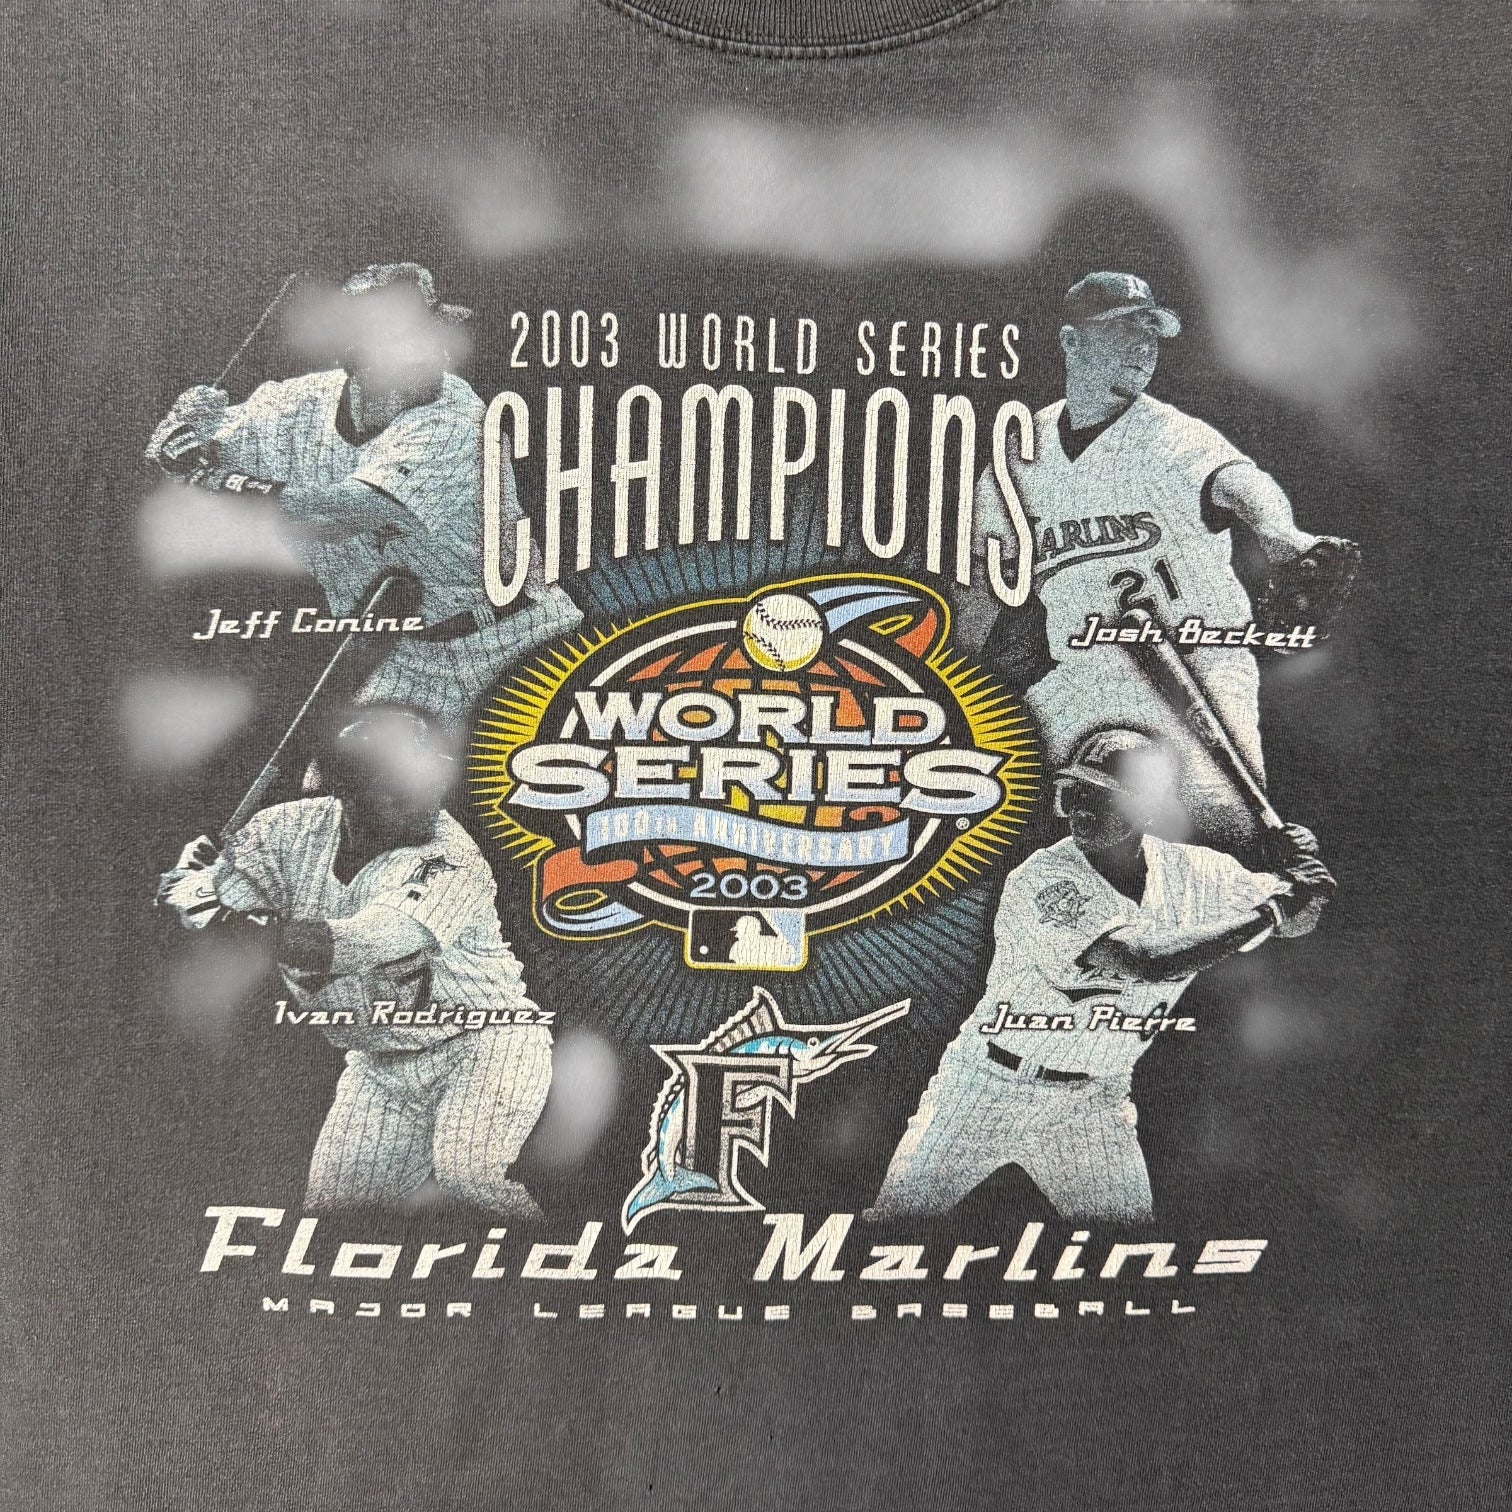 2003 WORLD SERIES
CHAMPIONS
MARLINS
21
Jeff Conine
Josh Beckett
WORLD
SERIES
100th ANNIVERSARY
®
2003
Ivan Rodriguez
Juan Pierre
F
Florida Marlins
MAJOR LEAGUE BASEBALL